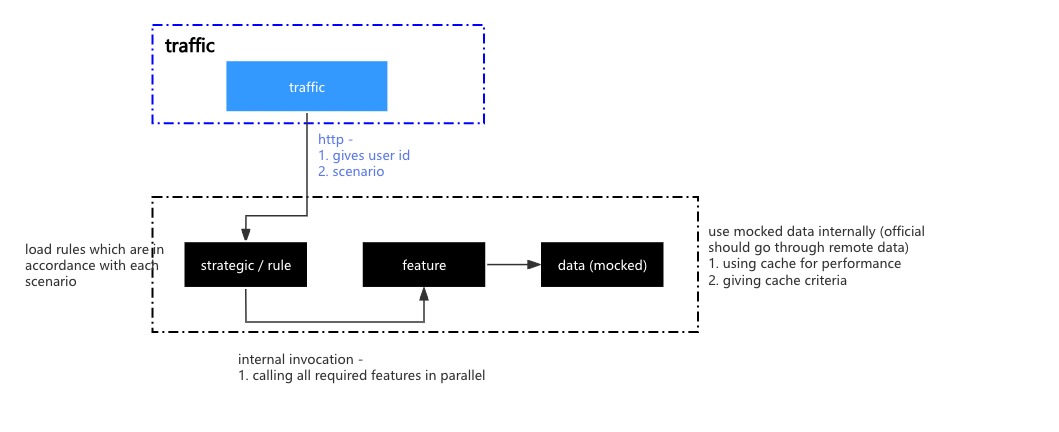 traffic
traffic
http -
1. gives user id
2. scenario
load rules which are in
accordance with each
scenario
strategic / rule
feature
data (mocked)
use mocked data internally (official
should go through remote data)
1. using cache for performance
2. giving cache criteria
internal invocation -
1. calling all required features in parallel